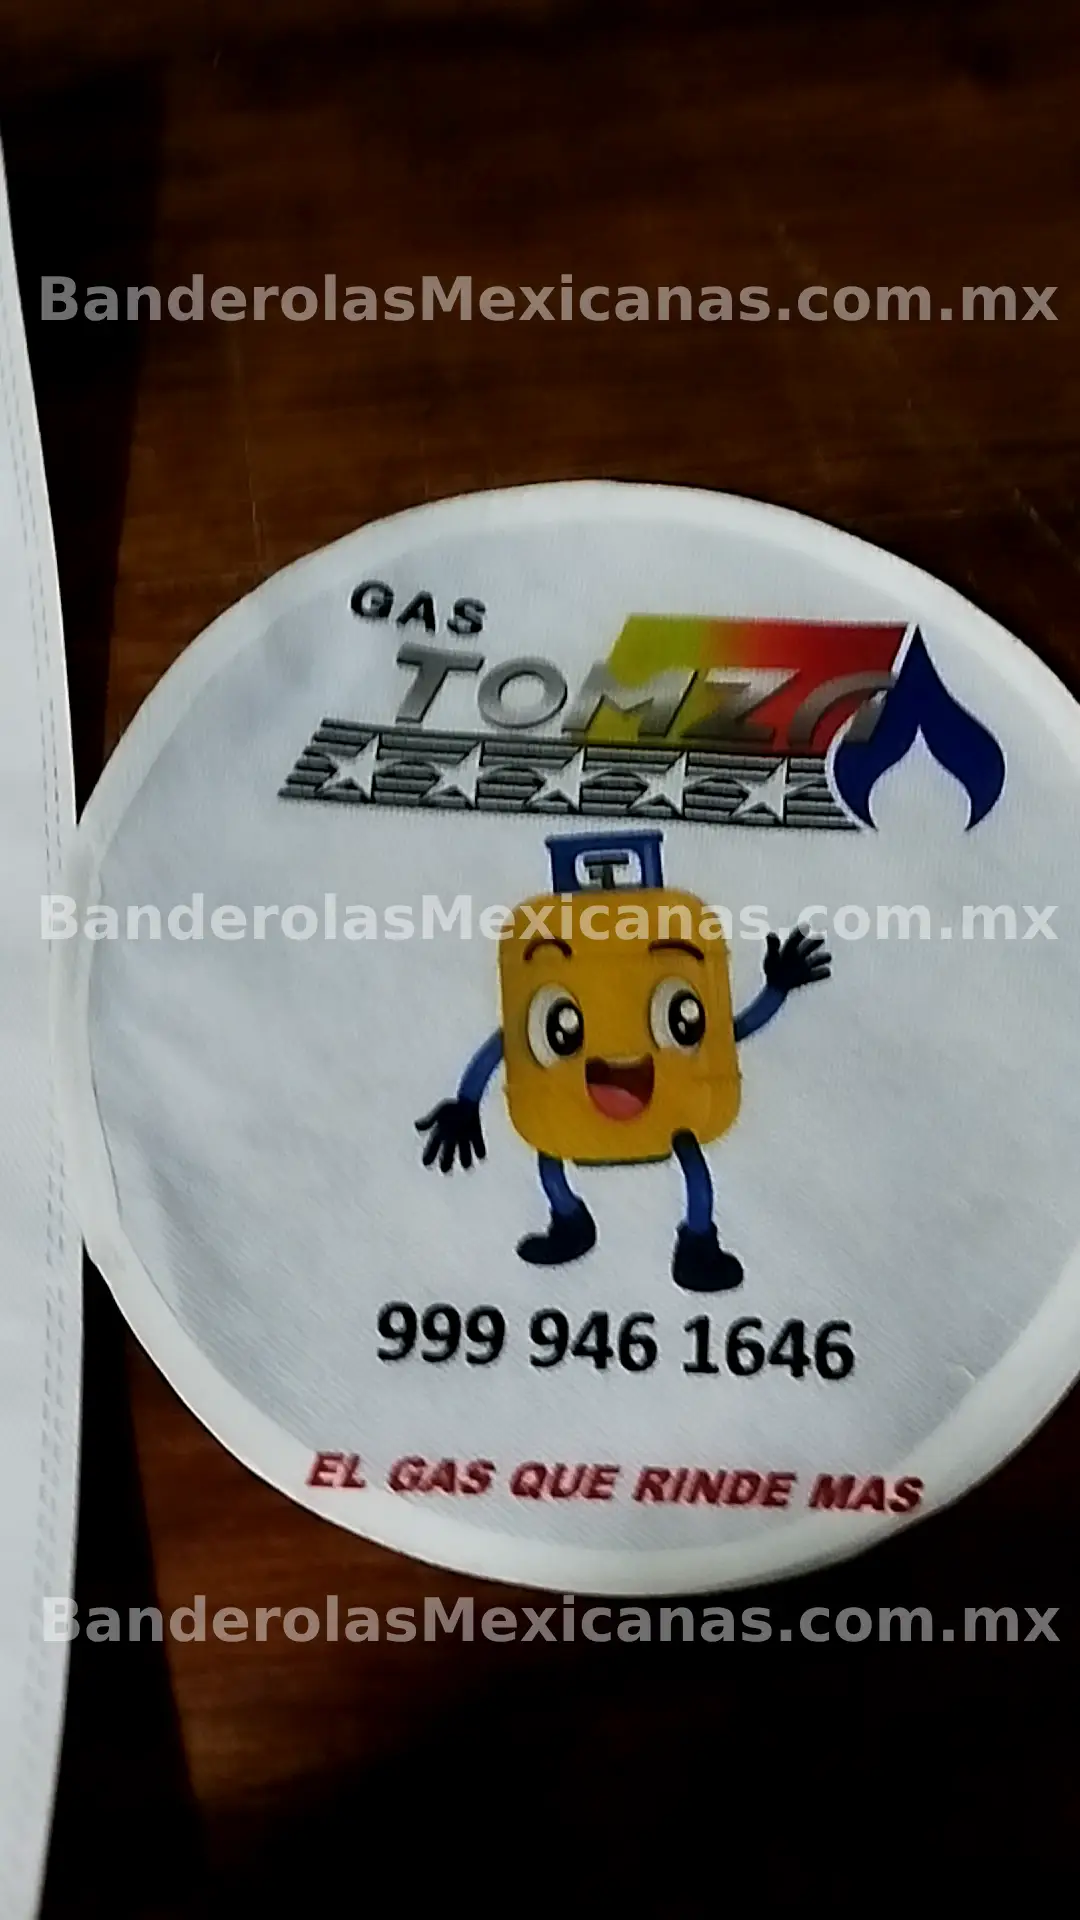 BanderolasMexicanas.com.mx
GAS
TOMZA
BanderolasMexicanas.com.mx
999 946 1646
EL GAS QUE RINDE MAS
BanderolasMexicanas.com.mx